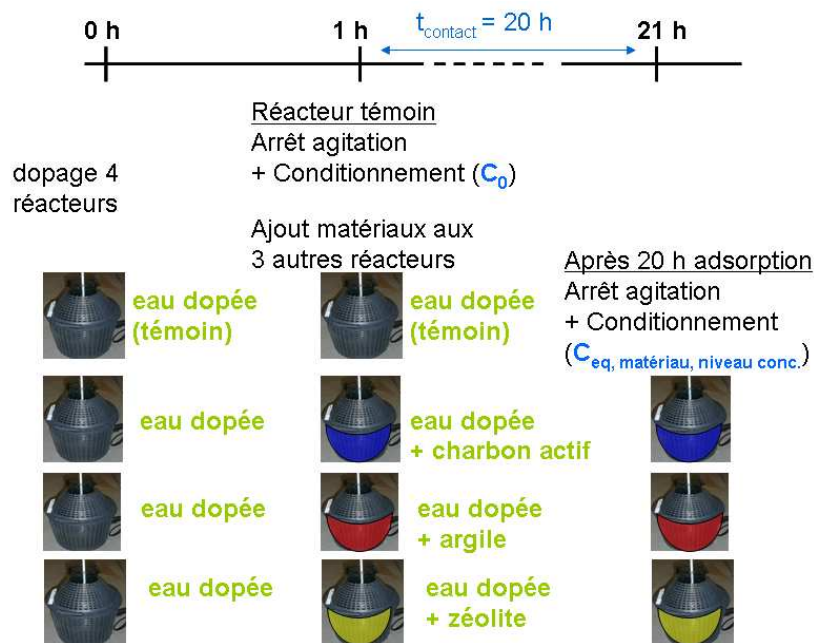 0 h
1 h
t_contact = 20 h
21 h
dopage 4
réacteurs
Réacteur témoin
Arrêt agitation
+ Conditionnement (C_0)
Ajout matériaux aux
3 autres réacteurs
Après 20 h adsorption
Arrêt agitation
+ Conditionnement
(C_eq, matériau, niveau conc.)
eau dopée
(témoin)
eau dopée
(témoin)
eau dopée
eau dopée
+ charbon actif
eau dopée
eau dopée
+ argile
eau dopée
eau dopée
+ zéolite